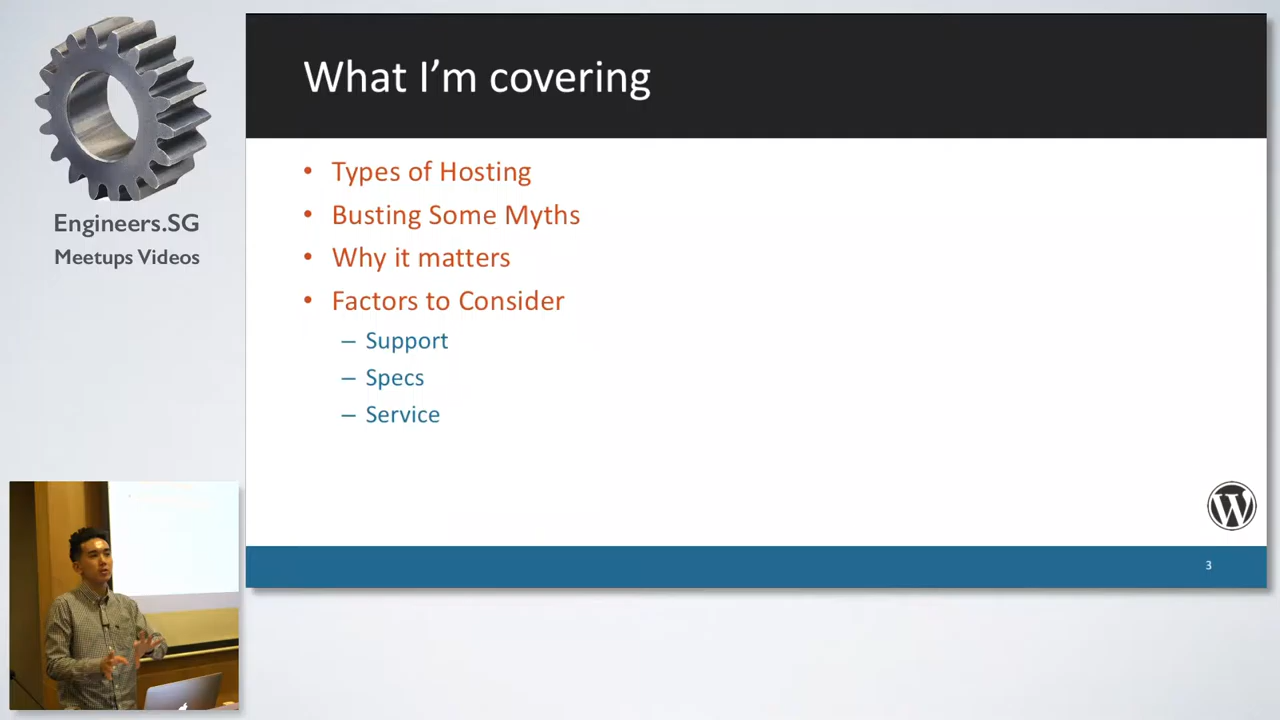 Engineers.SG
Meetups Videos
What I’m covering
• Types of Hosting
• Busting Some Myths
• Why it matters
• Factors to Consider
– Support
– Specs
– Service
W
3